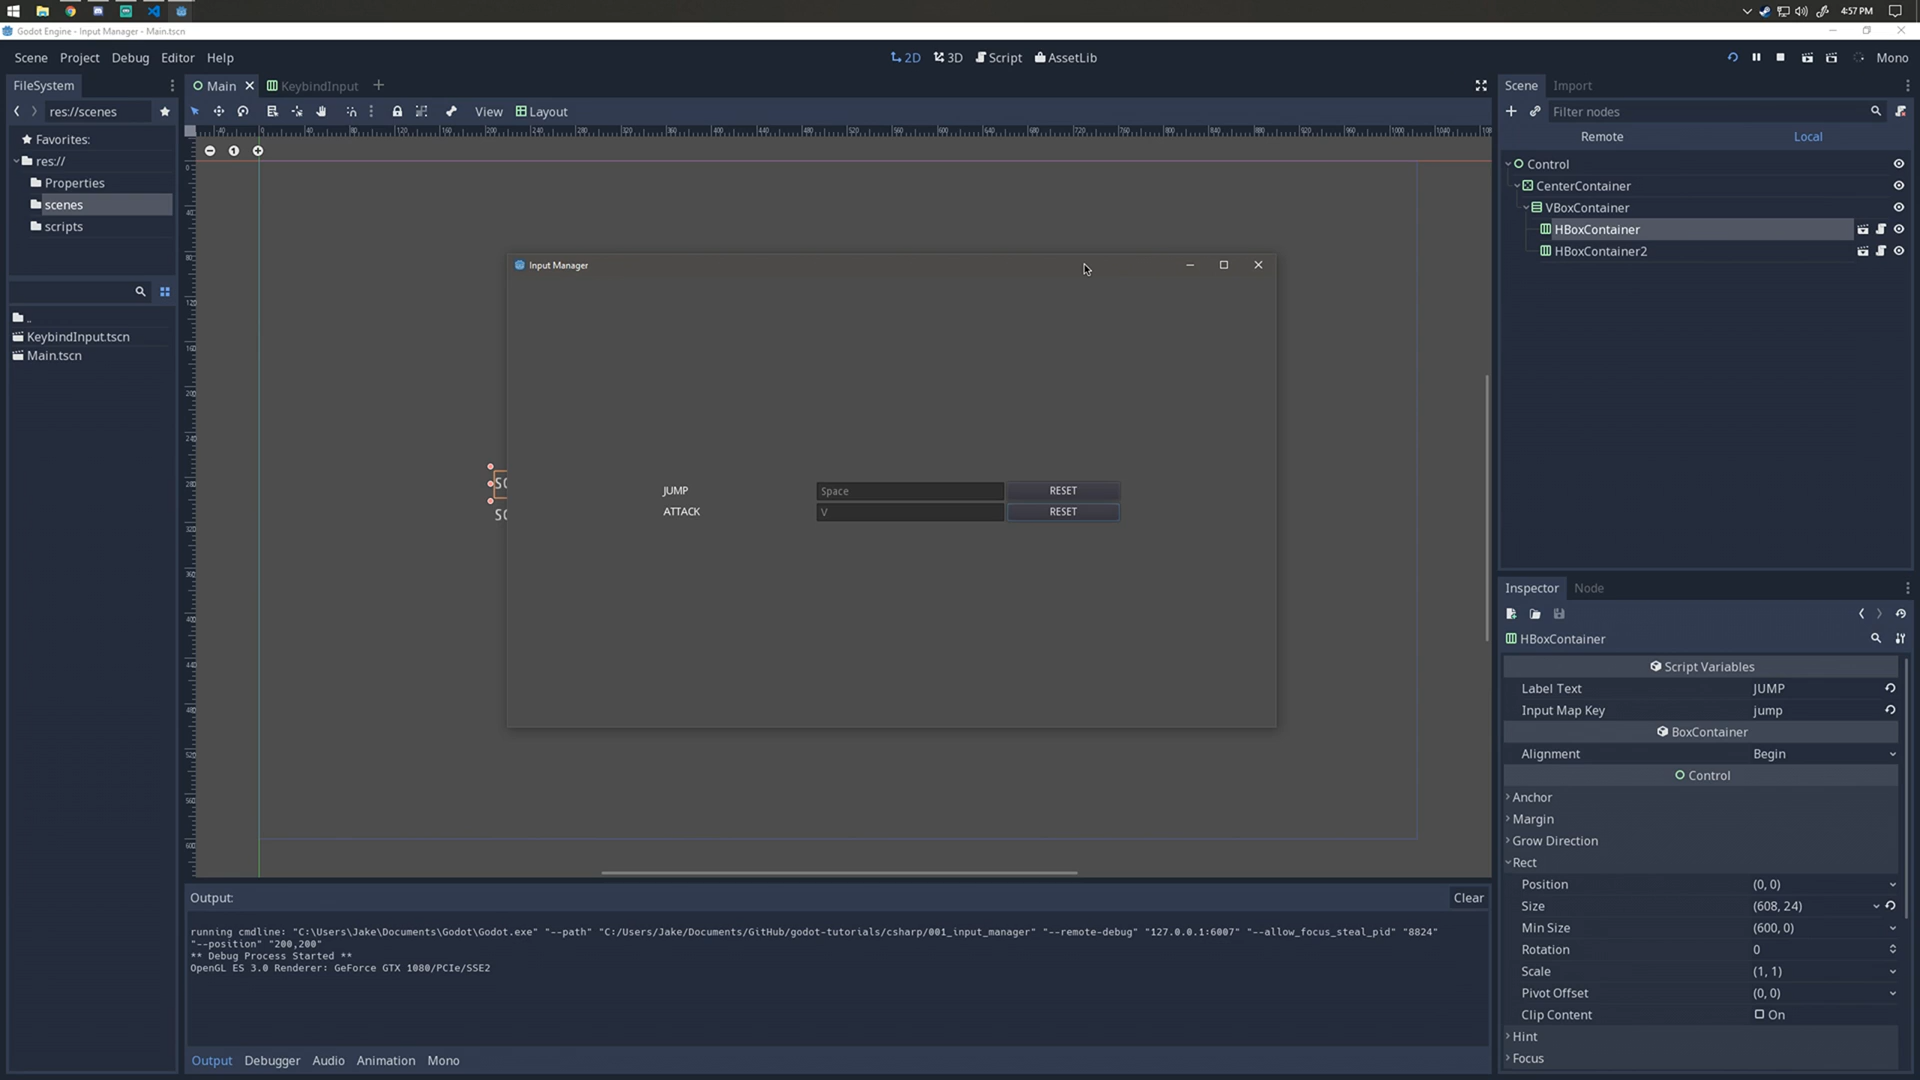 4:57 PM
Godot Engine - Input Manager - Main.tscn
Scene Project Debug Editor Help
2D 3D Script AssetLib
Mono
FileSystem
Main
KeybindInput
Scene Import
res://scenes
View Layout
Filter nodes
Remote Local
Favorites:
res://
Properties
scenes
scripts
..
KeybindInput.tscn
Main.tscn
Control
CenterContainer
VBoxContainer
HBoxContainer
HBoxContainer2
Input Manager
JUMP Space RESET
ATTACK V RESET
Inspector Node
HBoxContainer
Script Variables
Label Text JUMP
Input Map Key jump
BoxContainer
Alignment Begin
Control
Anchor
Margin
Grow Direction
Rect
Position (0, 0)
Size (608, 24)
Min Size (600, 0)
Rotation 0
Scale (1, 1)
Pivot Offset (0, 0)
Clip Content On
Hint
Focus
Output: Clear
running cmdline: "C:\Users\Jake\Documents\Godot\Godot.exe" "--path" "C:/Users/Jake/Documents/GitHub/godot-tutorials/csharp/001_input_manager" "--remote-debug" "127.0.0.1:6007" "--allow_focus_steal_pid" "8824"
"--position" "200,200"
** Debug Process Started **
OpenGL ES 3.0 Renderer: GeForce GTX 1080/PCIe/SSE2
Output Debugger Audio Animation Mono